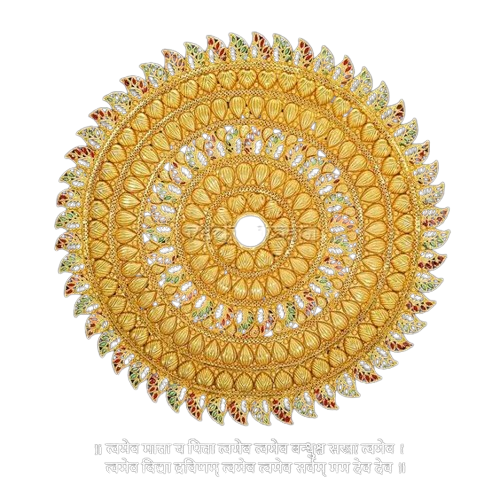 ॥ त्वमेव माता च पिता त्वमेव त्वमेव बन्धुश्च सखा त्वमेव ।
त्वमेव विद्या द्रविणम् त्वमेव त्वमेव सर्वम् मम देव देव ॥